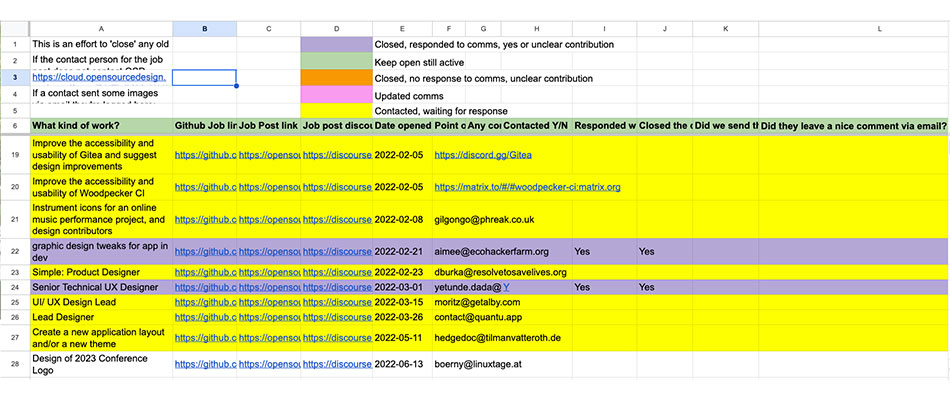 A B C D E F G H I J K L
1 This is an effort to 'close' any old Closed, responded to comms, yes or unclear contribution
2 If the contact person for the job Keep open still active
3 https://cloud.opensourcedesign. Closed, no response to comms, unclear contribution
4 If a contact sent some images Updated comms
5 Contacted, waiting for response
6 What kind of work? Github Job lin Job Post link Job post discou Date opened Point o Any co Contacted Y/N Responded w Closed the Did we send th Did they leave a nice comment via email?
Improve the accessibility and
19 usability of Gitea and suggest https://github.c https://opensou https://discourse 2022-02-05 https://discord.gg/Gitea
design improvements
20 Improve the accessibility and https://github.c https://opensou https://discourse 2022-02-05 https://matrix.to/#/#woodpecker-ci:matrix.org
usability of Woodpecker CI
Instrument icons for an online
21 music performance project, and https://github.c https://opensou https://discourse 2022-02-08 gilgongo@phreak.co.uk
design contributors
22 graphic design tweaks for app in https://github.c https://opensou https://discourse 2022-02-21 aimee@ecohackerfarm.org Yes Yes
dev
23 Simple: Product Designer https://github.c https://opensou https://discourse 2022-02-23 dburka@resolvetosavelives.org
24 Senior Technical UX Designer https://github.c https://opensou https://discourse 2022-03-01 yetunde.dada@ Y Yes Yes
25 UI/ UX Design Lead https://github.c https://opensou https://discourse 2022-03-15 moritz@getalby.com
26 Lead Designer https://github.c https://opensou https://discourse 2022-03-26 contact@quantu.app
27 Create a new application layout https://github.c https://opensou https://discourse 2022-05-11 hedgedoc@tilmanvatteroth.de
and/or a new theme
28 Design of 2023 Conference https://github.c https://opensou https://discourse 2022-06-13 boerny@linuxtage.at
Logo